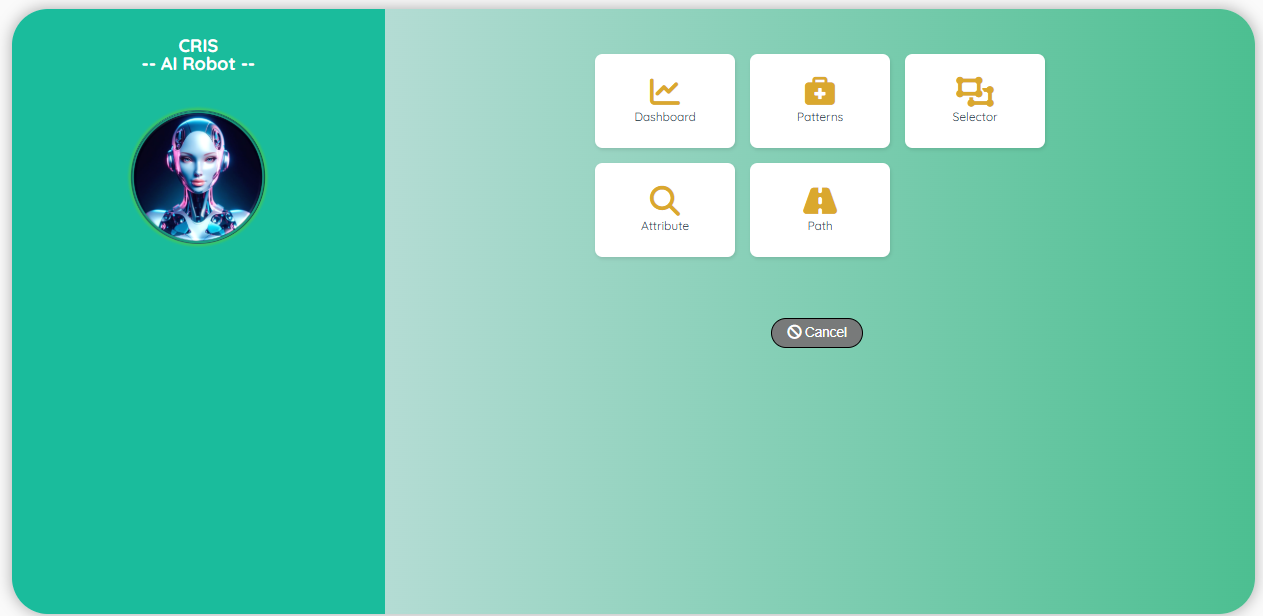 CRIS
-- AI Robot --
Dashboard
Patterns
Selector
Attribute
Path
Cancel